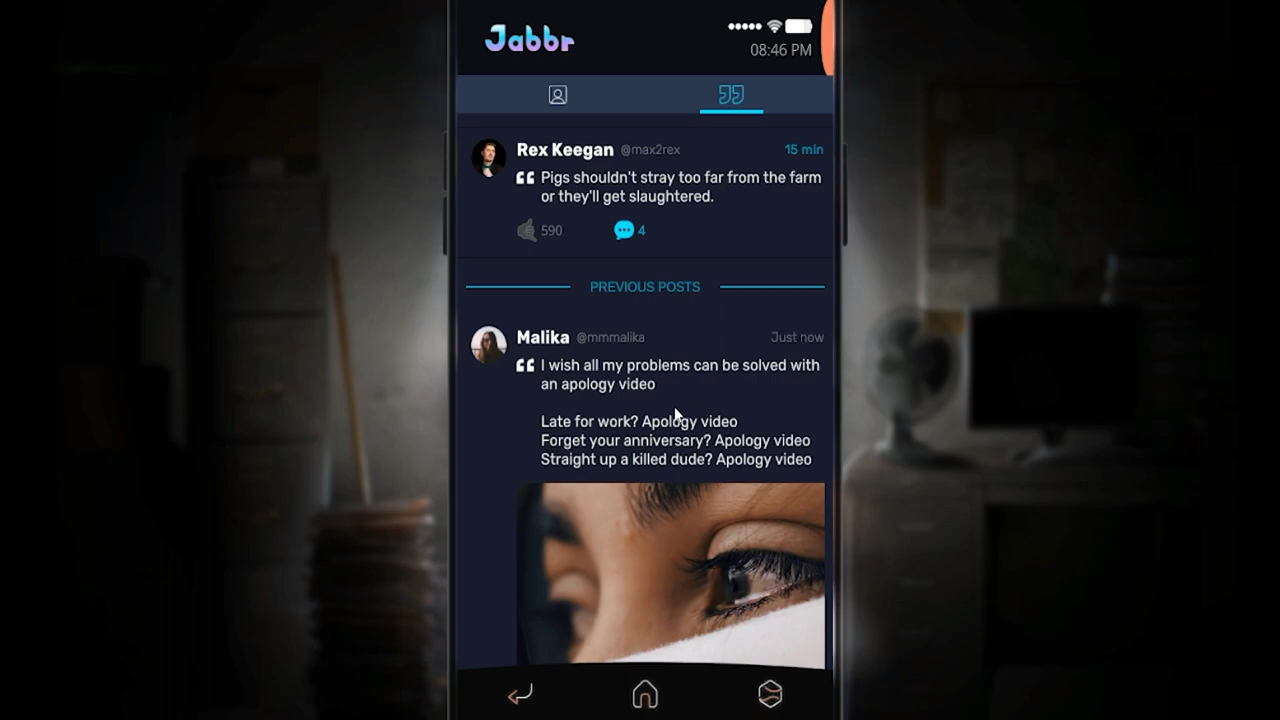 Jabbr
08:46 PM
Rex Keegan @max2rex 15 min
Pigs shouldn't stray too far from the farm
or they'll get slaughtered.
590 4
PREVIOUS POSTS
Malika @mmmalika Just now
I wish all my problems can be solved with
an apology video
Late for work? Apology video
Forget your anniversary? Apology video
Straight up a killed dude? Apology video